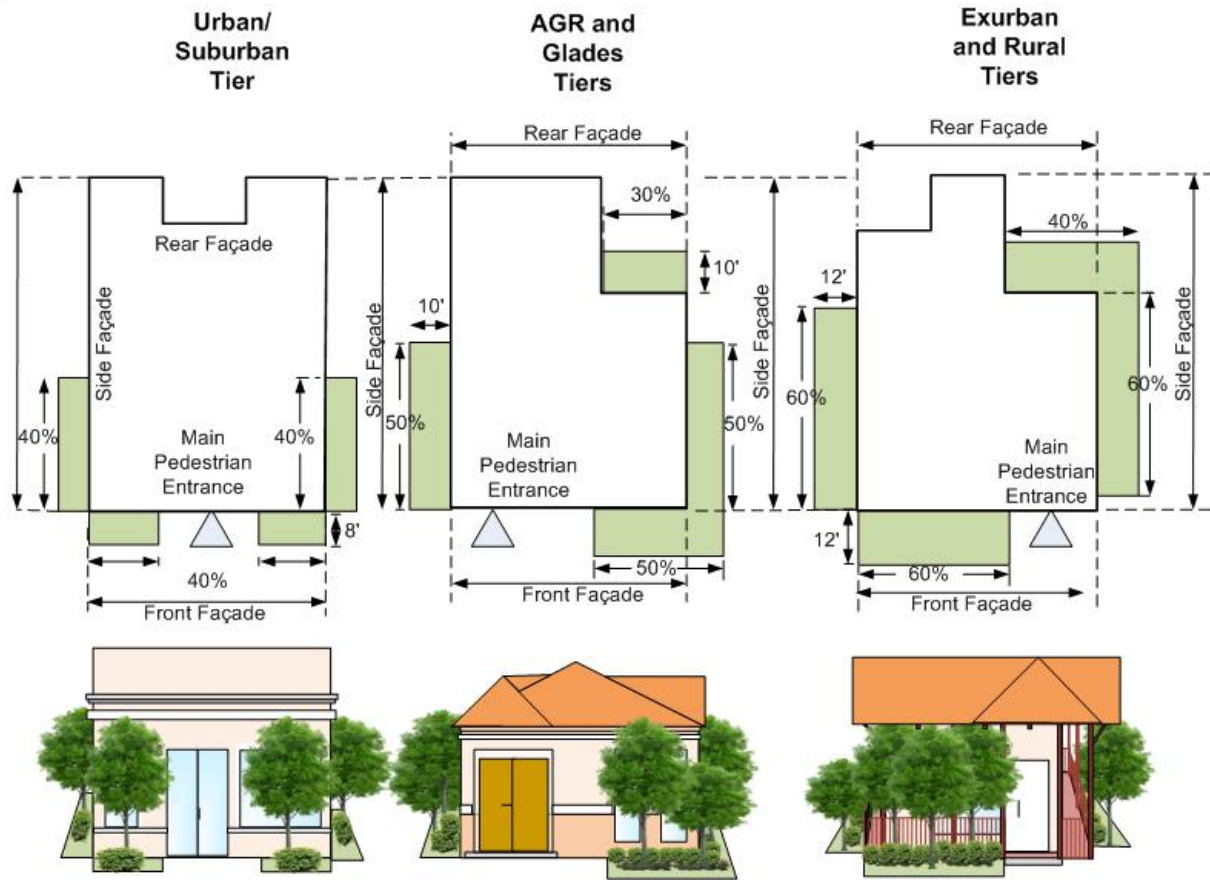 Urban/
Suburban
Tier
AGR and
Glades
Tiers
Exurban
and Rural
Tiers
Rear Façade
Side Façade
40%
40%
Main
Pedestrian
Entrance
8'
40%
Front Façade
Rear Façade
30%
10'
10'
Side Façade
50%
50%
Main
Pedestrian
Entrance
50%
Front Façade
Side Façade
Rear Façade
40%
12'
60%
60%
Side Façade
Main
Pedestrian
Entrance
12'
60%
Front Façade